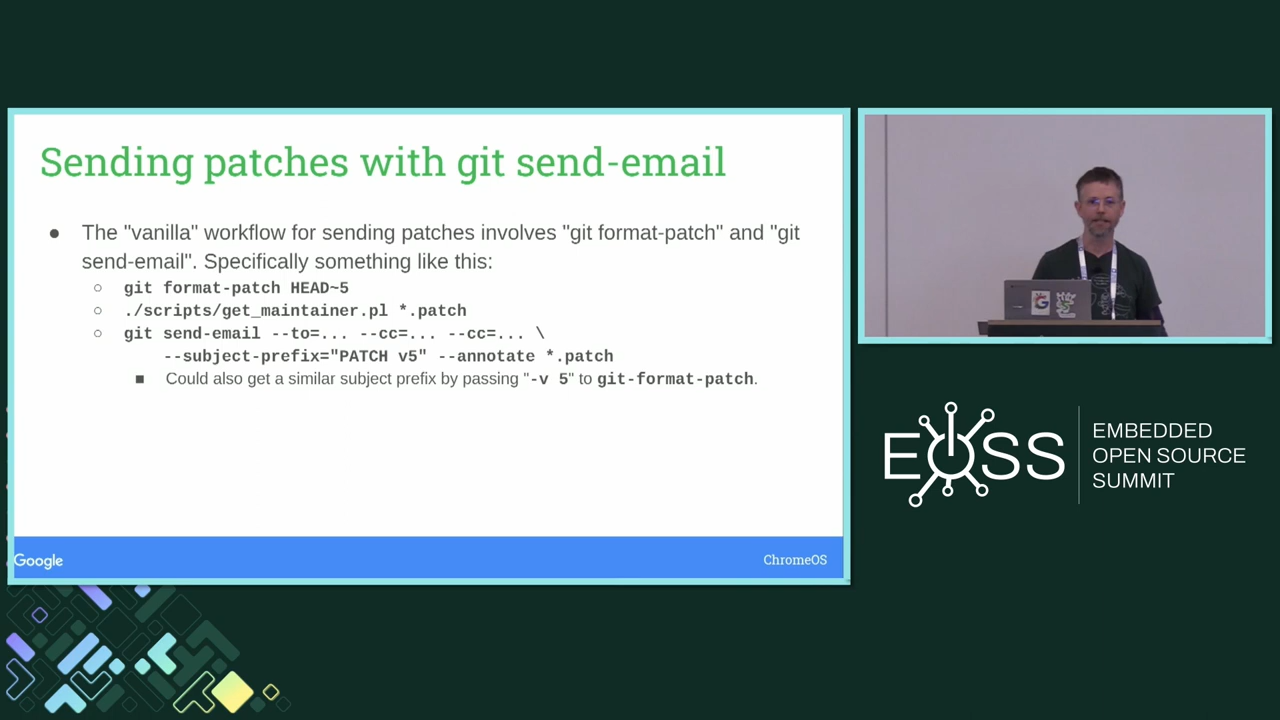 Sending patches with git send-email
● The "vanilla" workflow for sending patches involves "git format-patch" and "git
send-email". Specifically something like this:
○ git format-patch HEAD~5
○ ./scripts/get_maintainer.pl *.patch
○ git send-email --to=... --cc=... --cc=... \
--subject-prefix="PATCH v5" --annotate *.patch
■ Could also get a similar subject prefix by passing "-v 5" to git-format-patch.
Google
ChromeOS
EOSS
EMBEDDED
OPEN SOURCE
SUMMIT